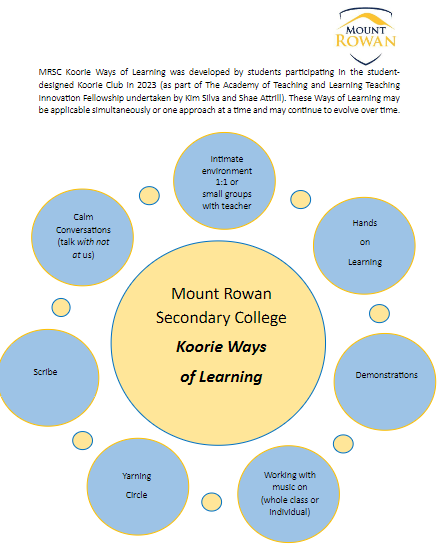 MOUNT
ROWAN
MRSC Koorie Ways of Learning was developed by students participating in the student-
designed Koorie Club in 2023 (as part of The Academy of Teaching and Learning Teaching
Innovation Fellowship undertaken by Kim Silva and Shae Attrill). These Ways of Learning may
be applicable simultaneously or one approach at a time and may continue to evolve over time.
Intimate
environment
1:1 or
small groups
with teacher
Hands
on
Learning
Demonstrations
Working with
music on
(whole class or
individual)
Yarning
Circle
Scribe
Calm
Conversations
(talk with not
at us)
Mount Rowan
Secondary College
Koorie Ways
of Learning